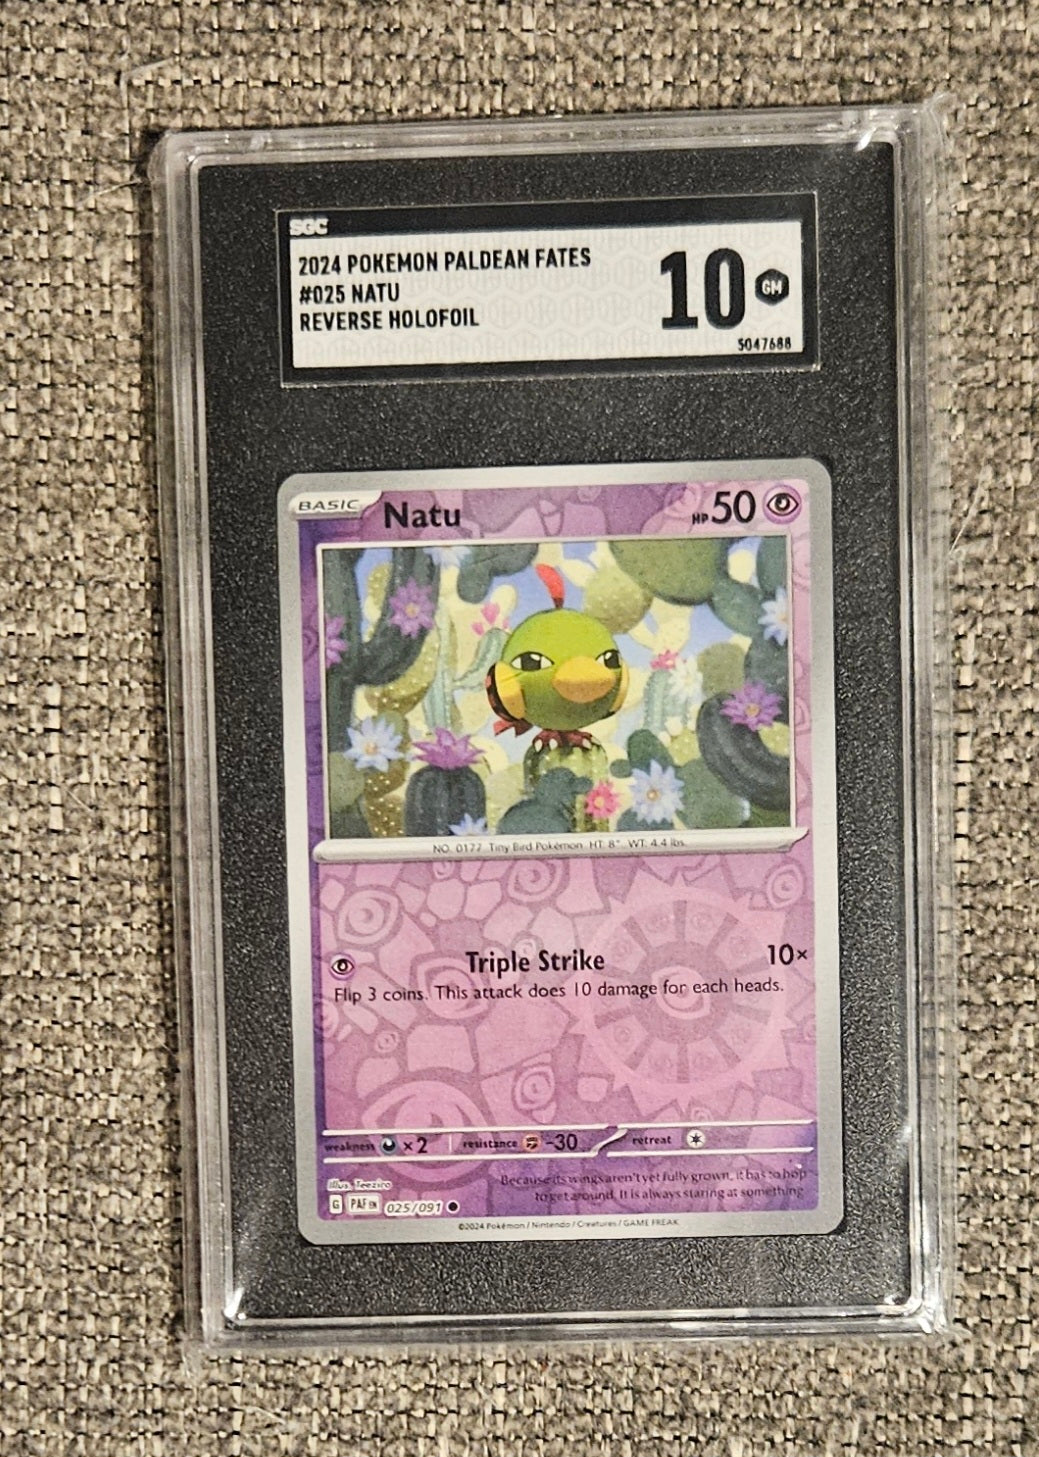 SGC
2024 POKEMON PALDEAN FATES
#025 NATU
REVERSE HOLOFOIL
10 GM
5047688
BASIC Natu HP 50
NO. 0177 Tiny Bird Pokémon HT: 8" WT: 4.4 lbs.
Triple Strike 10×
Flip 3 coins. This attack does 10 damage for each heads.
weakness ×2 resistance -30 retreat
Illus. Teeziro
Because its wings aren't yet fully grown, it has to hop
to get around. It is always staring at something
G PAF EN 025/091
©2024 Pokémon / Nintendo / Creatures / GAME FREAK